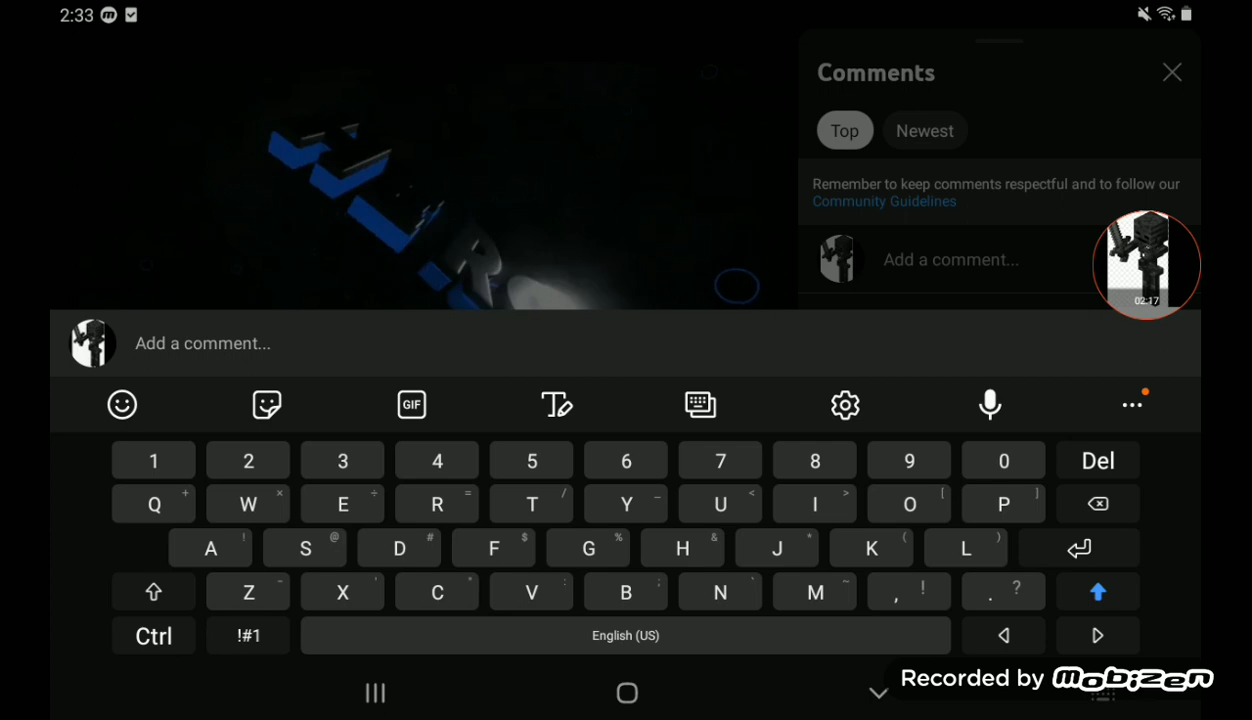 2:33
Comments
Top Newest
Remember to keep comments respectful and to follow our
Community Guidelines
Add a comment...
02:17
Add a comment...
GIF
1 2 3 4 5 6 7 8 9 0 Del
Q + W × E ÷ R = T / Y _ U < I > O [ P ]
A ! S @ D # F $ G % H & J * K ( L )
Z - X ' C " V : B ; N ` M ~ , ! . ?
Ctrl !#1 English (US)
Recorded by Mobizen